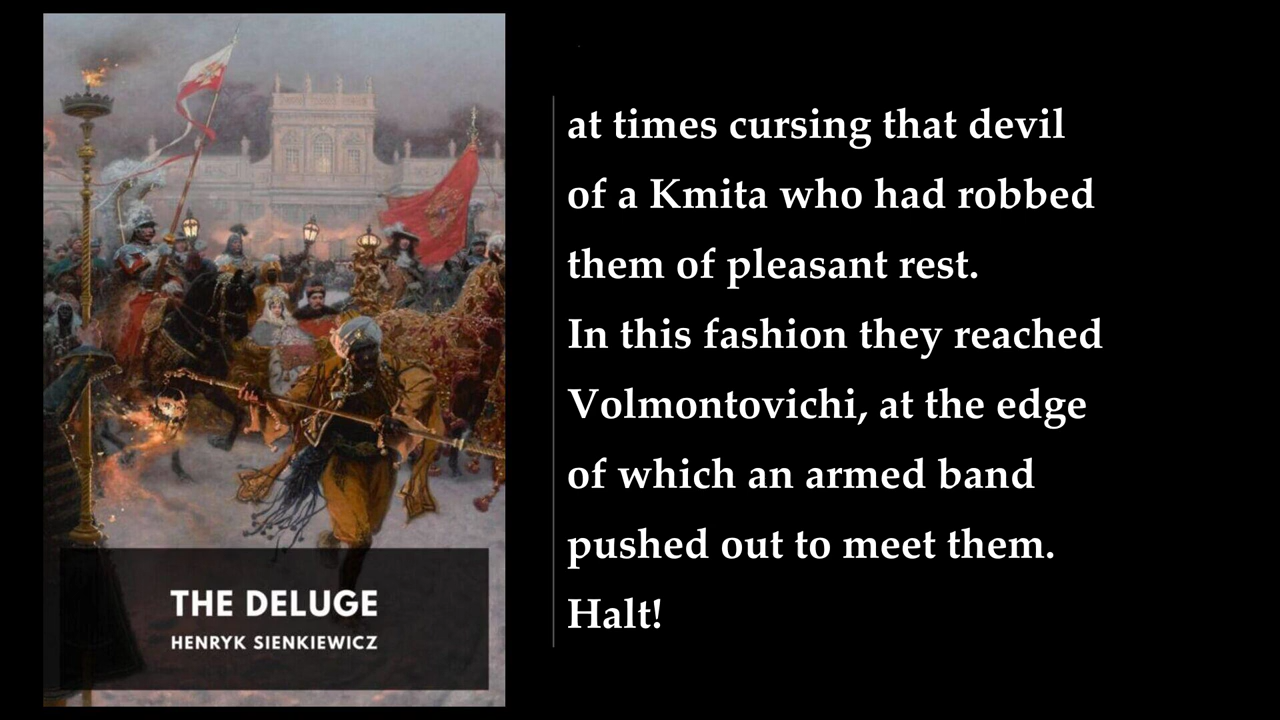 THE DELUGE
HENRYK SIENKIEWICZ
at times cursing that devil
of a Kmita who had robbed
them of pleasant rest.
In this fashion they reached
Volmontovichi, at the edge
of which an armed band
pushed out to meet them.
Halt!